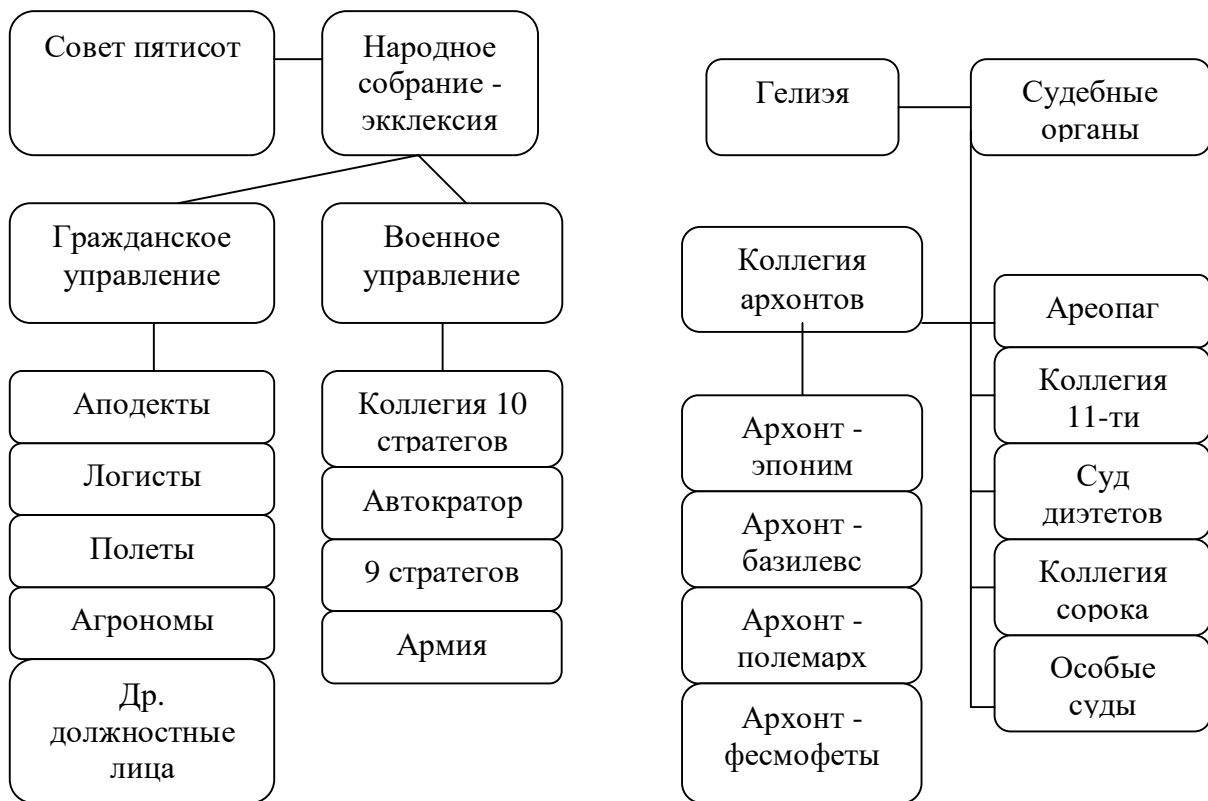 Совет пятисот
Народное
собрание -
экклексия
Гелиэя
Судебные
органы
Гражданское
управление
Военное
управление
Коллегия
архонтов
Аподекты
Логисты
Полеты
Агрономы
Др.
должностные
лица
Коллегия 10
стратегов
Автократор
9 стратегов
Армия
Архонт -
эпоним
Архонт -
базилевс
Архонт -
полемарх
Архонт -
фесмофеты
Ареопаг
Коллегия
11-ти
Суд
диэтетов
Коллегия
сорока
Особые
суды